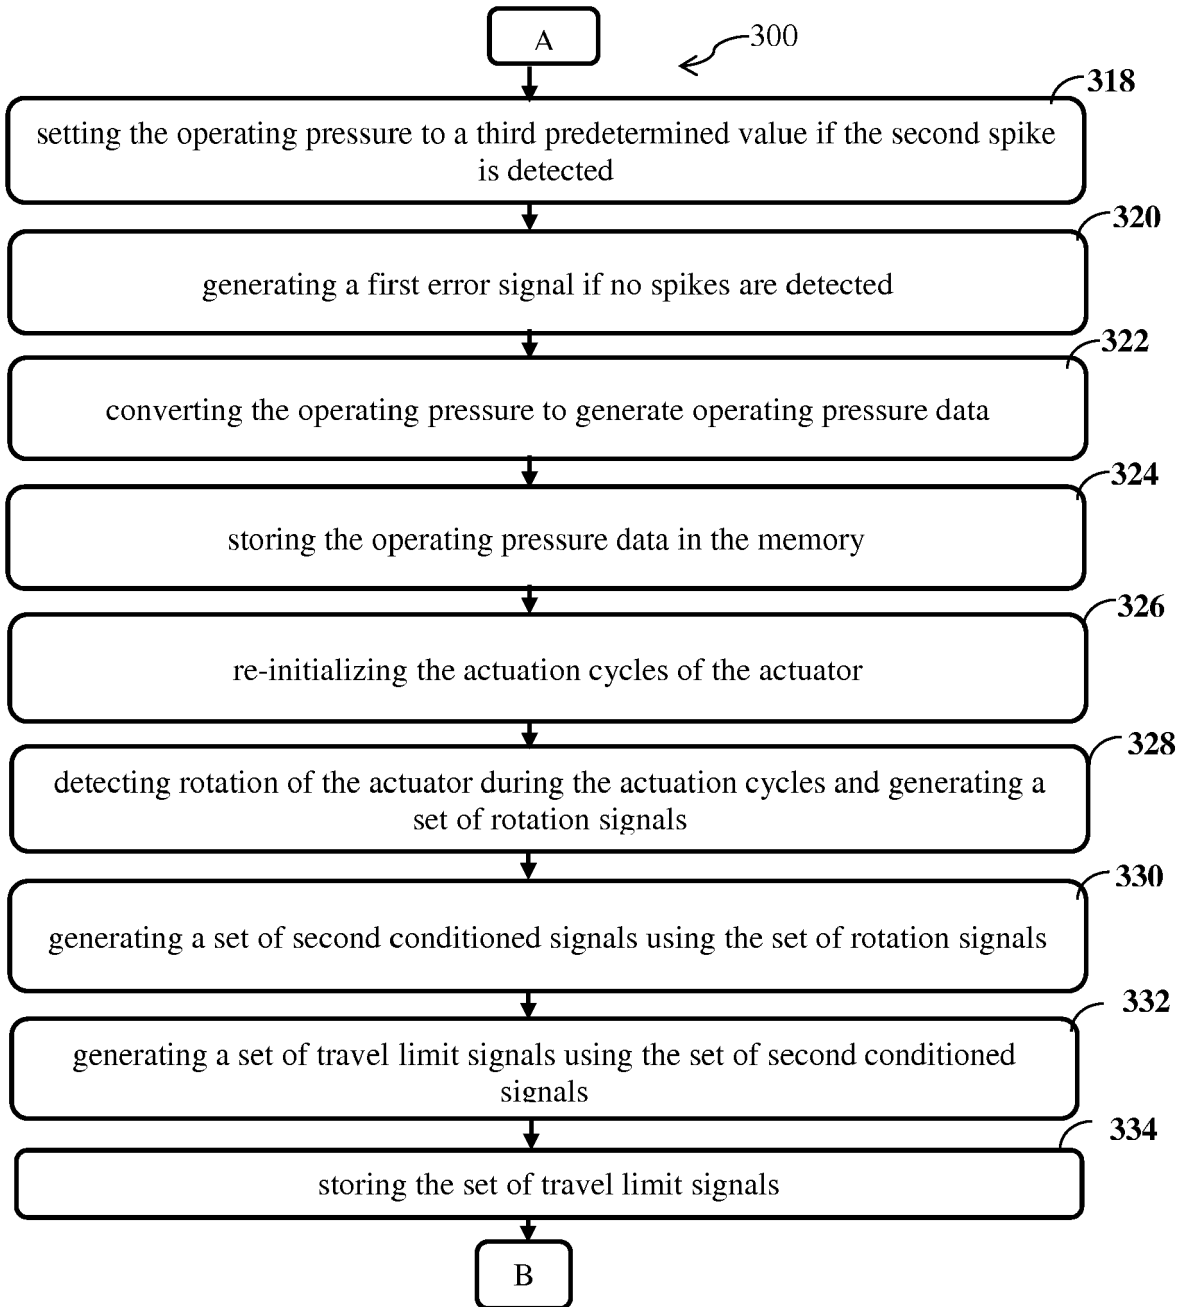 A
300
318
setting the operating pressure to a third predetermined value if the second spike
is detected
320
generating a first error signal if no spikes are detected
322
converting the operating pressure to generate operating pressure data
324
storing the operating pressure data in the memory
326
re-initializing the actuation cycles of the actuator
328
detecting rotation of the actuator during the actuation cycles and generating a
set of rotation signals
330
generating a set of second conditioned signals using the set of rotation signals
332
generating a set of travel limit signals using the set of second conditioned
signals
334
storing the set of travel limit signals
B